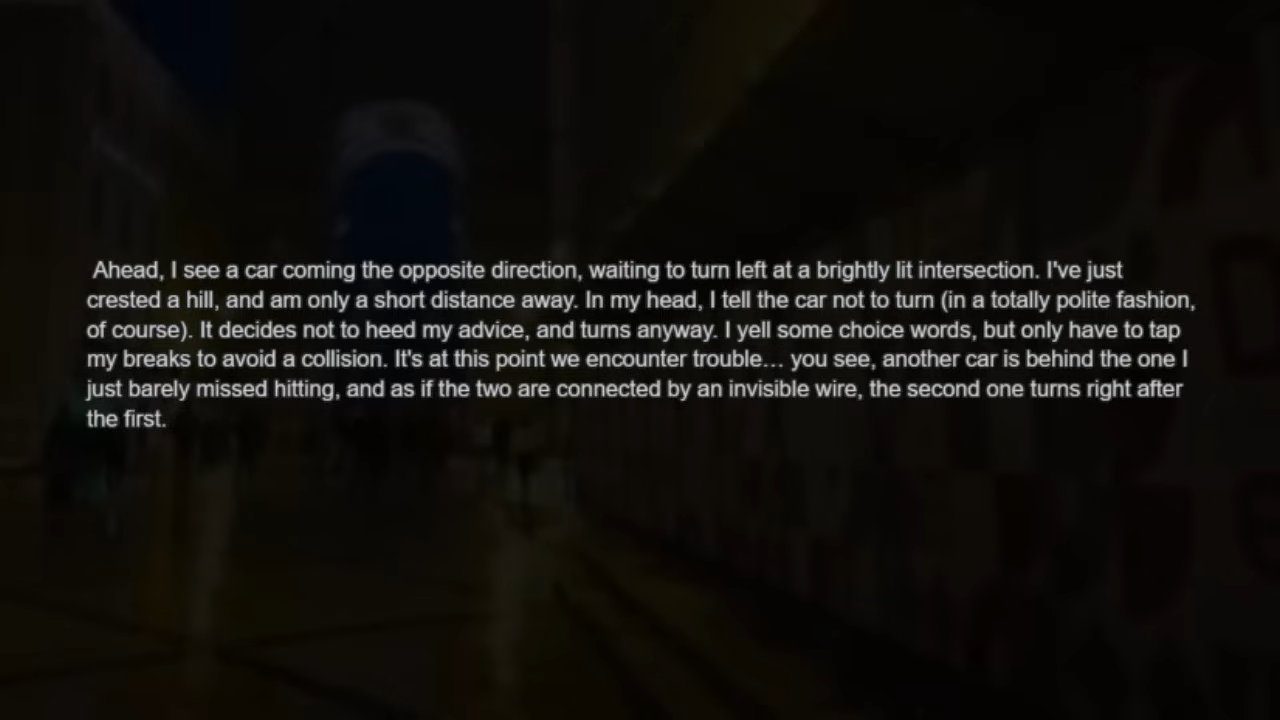 Ahead, I see a car coming the opposite direction, waiting to turn left at a brightly lit intersection. I've just
crested a hill, and am only a short distance away. In my head, I tell the car not to turn (in a totally polite fashion,
of course). It decides not to heed my advice, and turns anyway. I yell some choice words, but only have to tap
my breaks to avoid a collision. It's at this point we encounter trouble… you see, another car is behind the one I
just barely missed hitting, and as if the two are connected by an invisible wire, the second one turns right after
the first.